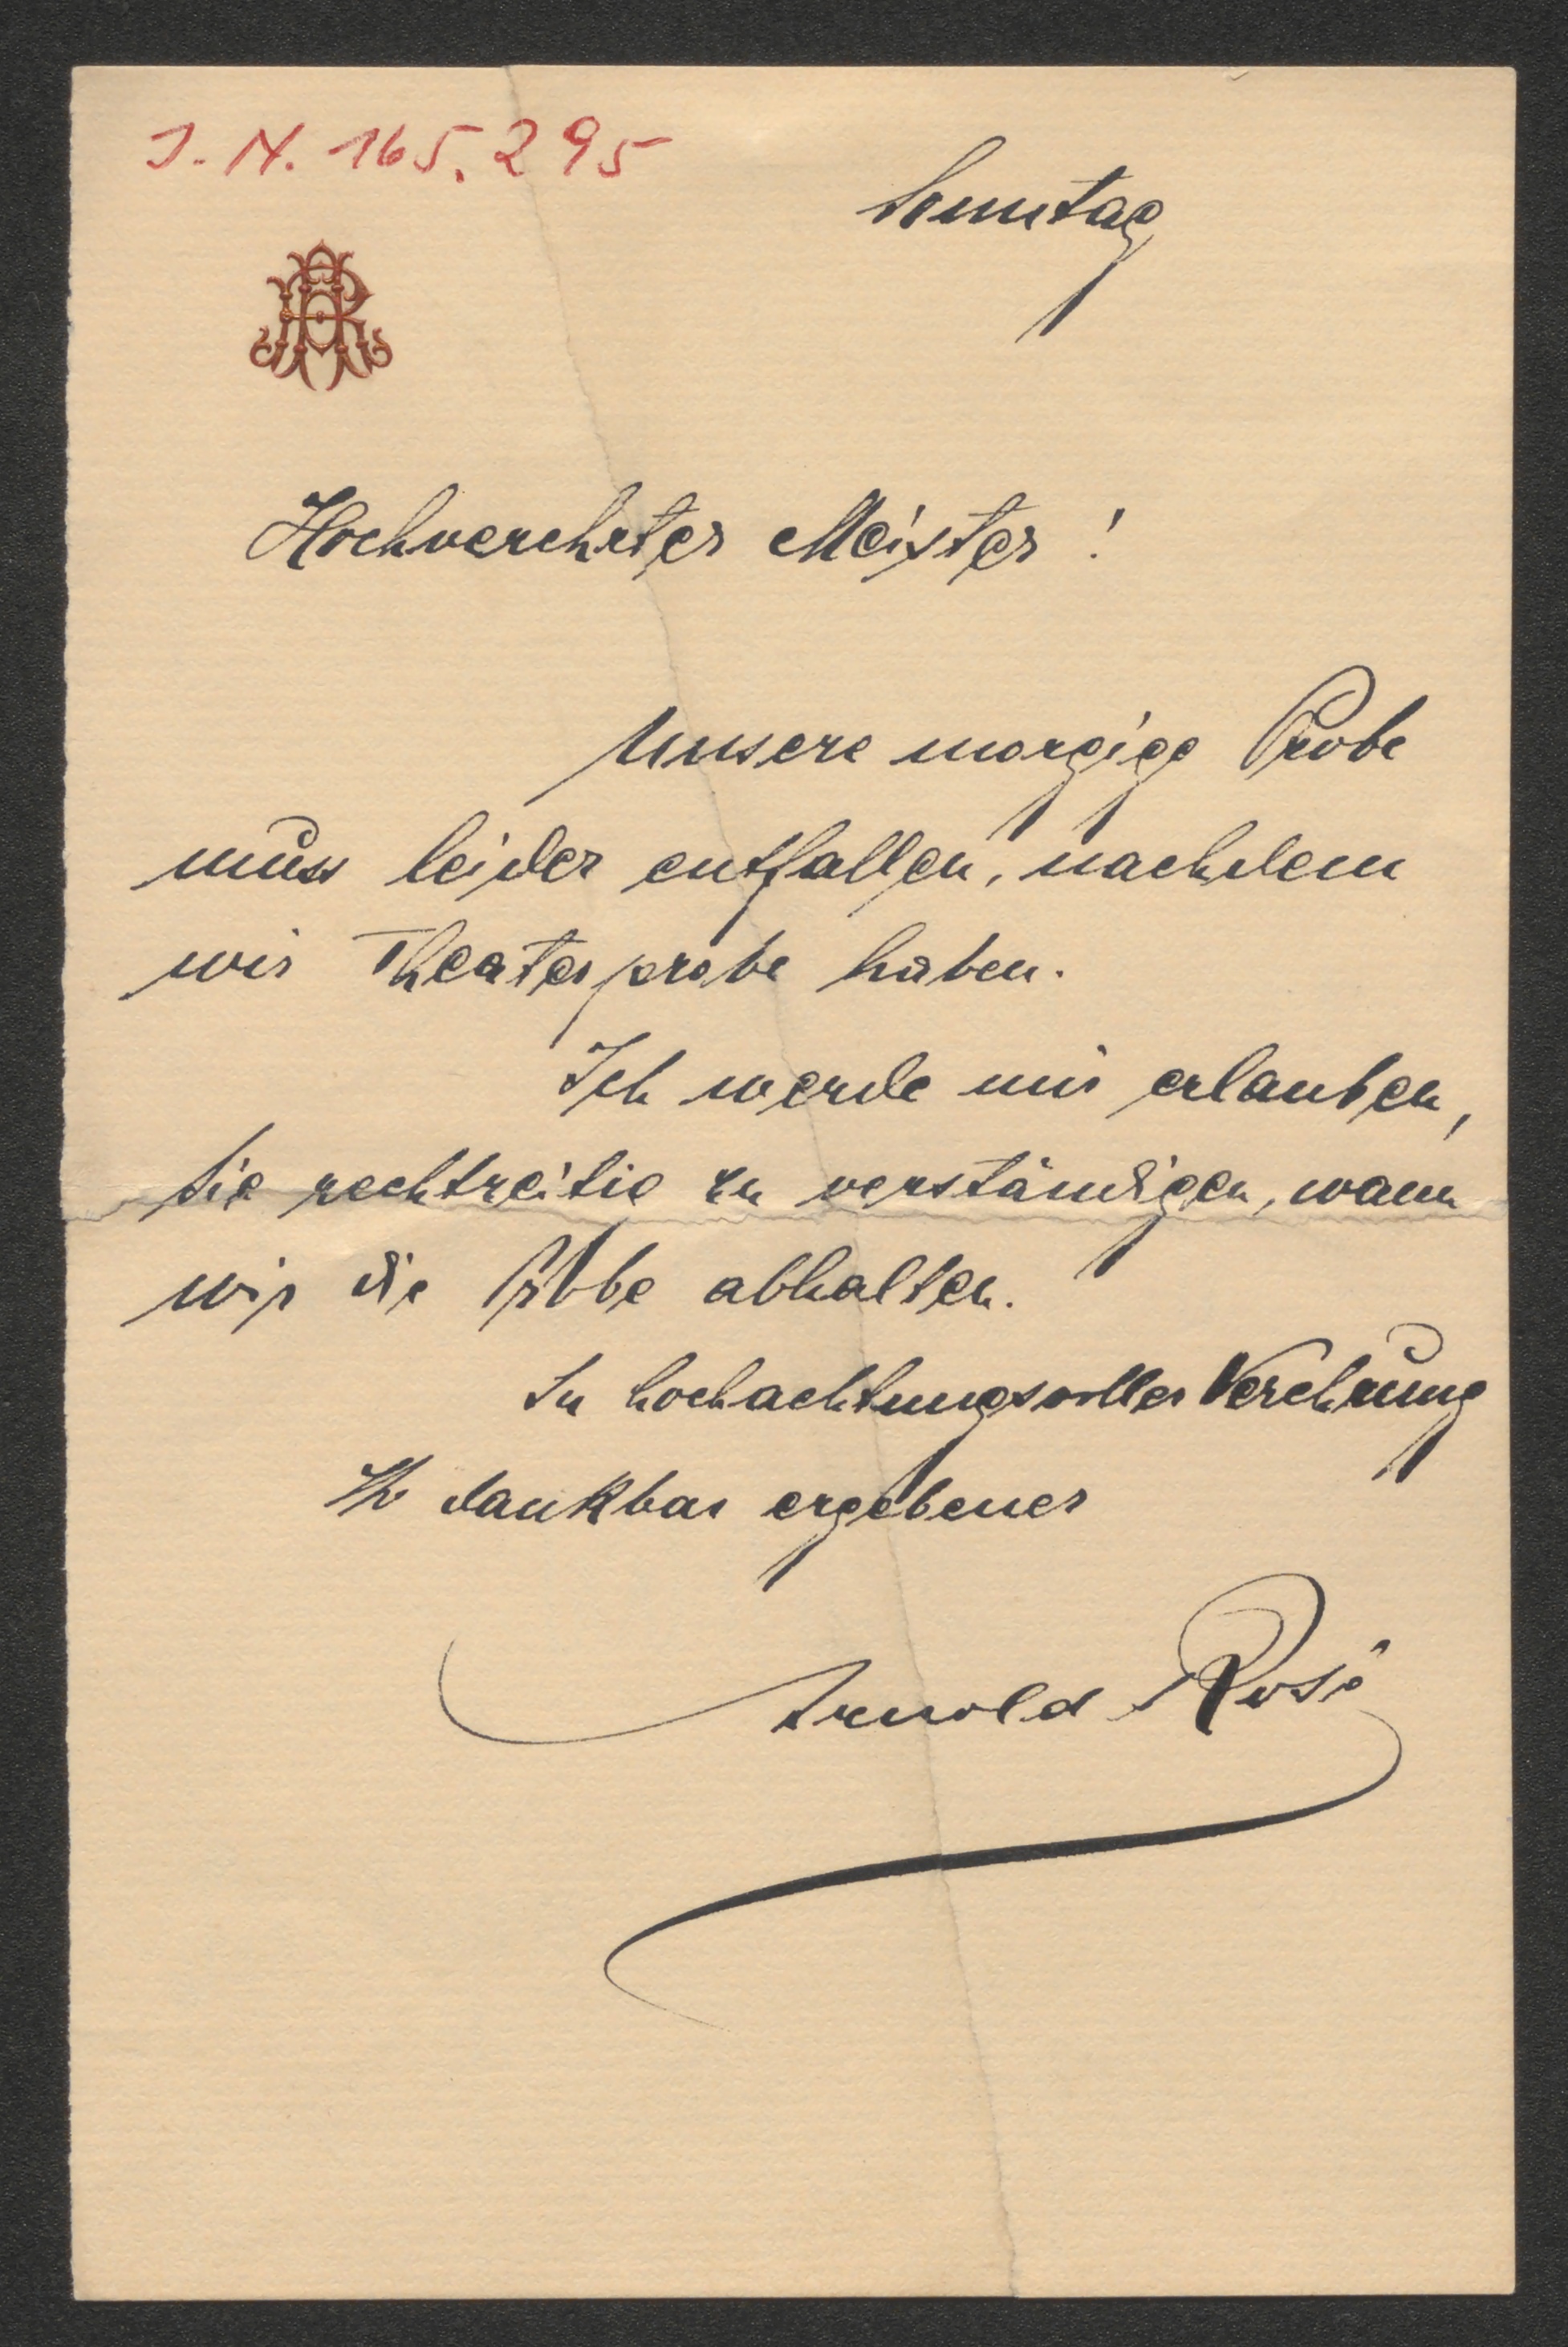 J. N. 165.295
Sonntag
AR
Hochverehrter Meister!
Unsere morgige Probe
muss leider entfallen, nachdem
wir Theaterprobe haben.
Ich werde mir erlauben,
Sie rechtzeitig zu verständigen, wann
wir die Probe abhalten.
In hochachtungsvoller Verehrung
Ihr dankbar ergebener
Arnold Rosé